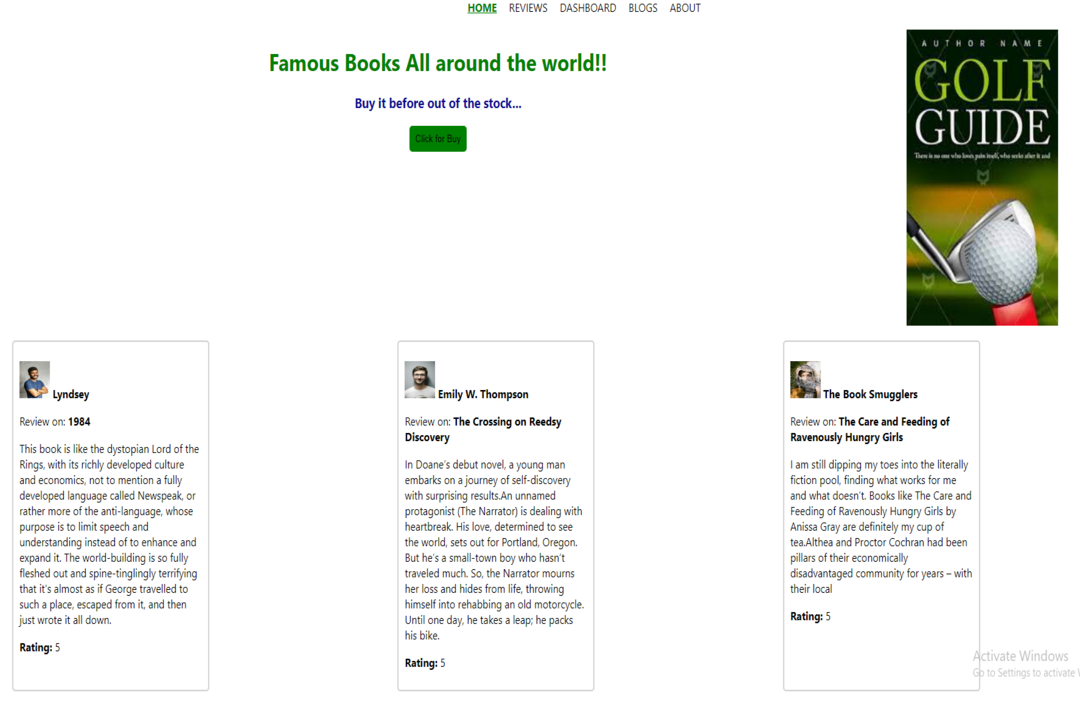 HOME REVIEWS DASHBOARD BLOGS ABOUT
Famous Books All around the world!!
Buy it before out of the stock...
Click for Buy
AUTHOR NAME
GOLF
GUIDE
There is no one who loves pain itself, who seeks after it and
Lyndsey
Review on: 1984
This book is like the dystopian Lord of the
Rings, with its richly developed culture
and economics, not to mention a fully
developed language called Newspeak, or
rather more of the anti-language, whose
purpose is to limit speech and
understanding instead of to enhance and
expand it. The world-building is so fully
fleshed out and spine-tinglingly terrifying
that it's almost as if George travelled to
such a place, escaped from it, and then
just wrote it all down.
Rating: 5
Emily W. Thompson
Review on: The Crossing on Reedsy
Discovery
In Doane's debut novel, a young man
embarks on a journey of self-discovery
with surprising results.An unnamed
protagonist (The Narrator) is dealing with
heartbreak. His love, determined to see
the world, sets out for Portland, Oregon.
But he's a small-town boy who hasn't
traveled much. So, the Narrator mourns
her loss and hides from life, throwing
himself into rehabbing an old motorcycle.
Until one day, he takes a leap; he packs
his bike.
Rating: 5
The Book Smugglers
Review on: The Care and Feeding of
Ravenously Hungry Girls
I am still dipping my toes into the literally
fiction pool, finding what works for me
and what doesn't. Books like The Care and
Feeding of Ravenously Hungry Girls by
Anissa Gray are definitely my cup of
tea.Althea and Proctor Cochran had been
pillars of their economically
disadvantaged community for years – with
their local
Rating: 5
Activate Windows
Go to Settings to activate